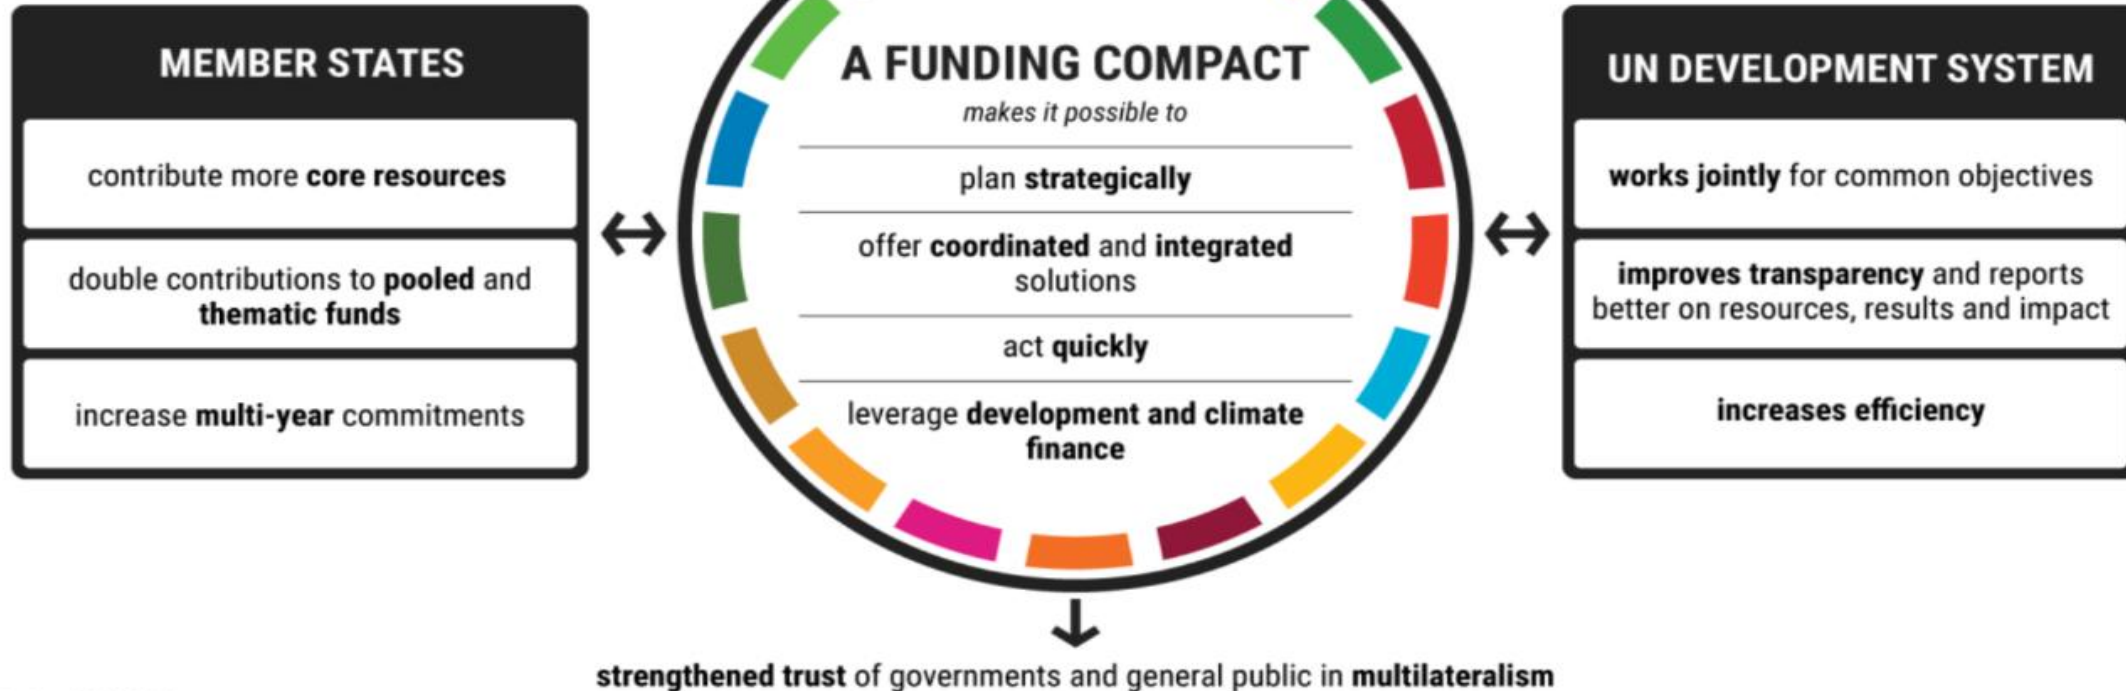 MEMBER STATES
contribute more core resources
double contributions to pooled and
thematic funds
increase multi-year commitments
A FUNDING COMPACT
makes it possible to
plan strategically
offer coordinated and integrated
solutions
act quickly
leverage development and climate
finance
UN DEVELOPMENT SYSTEM
works jointly for common objectives
improves transparency and reports
better on resources, results and impact
increases efficiency
strengthened trust of governments and general public in multilateralism